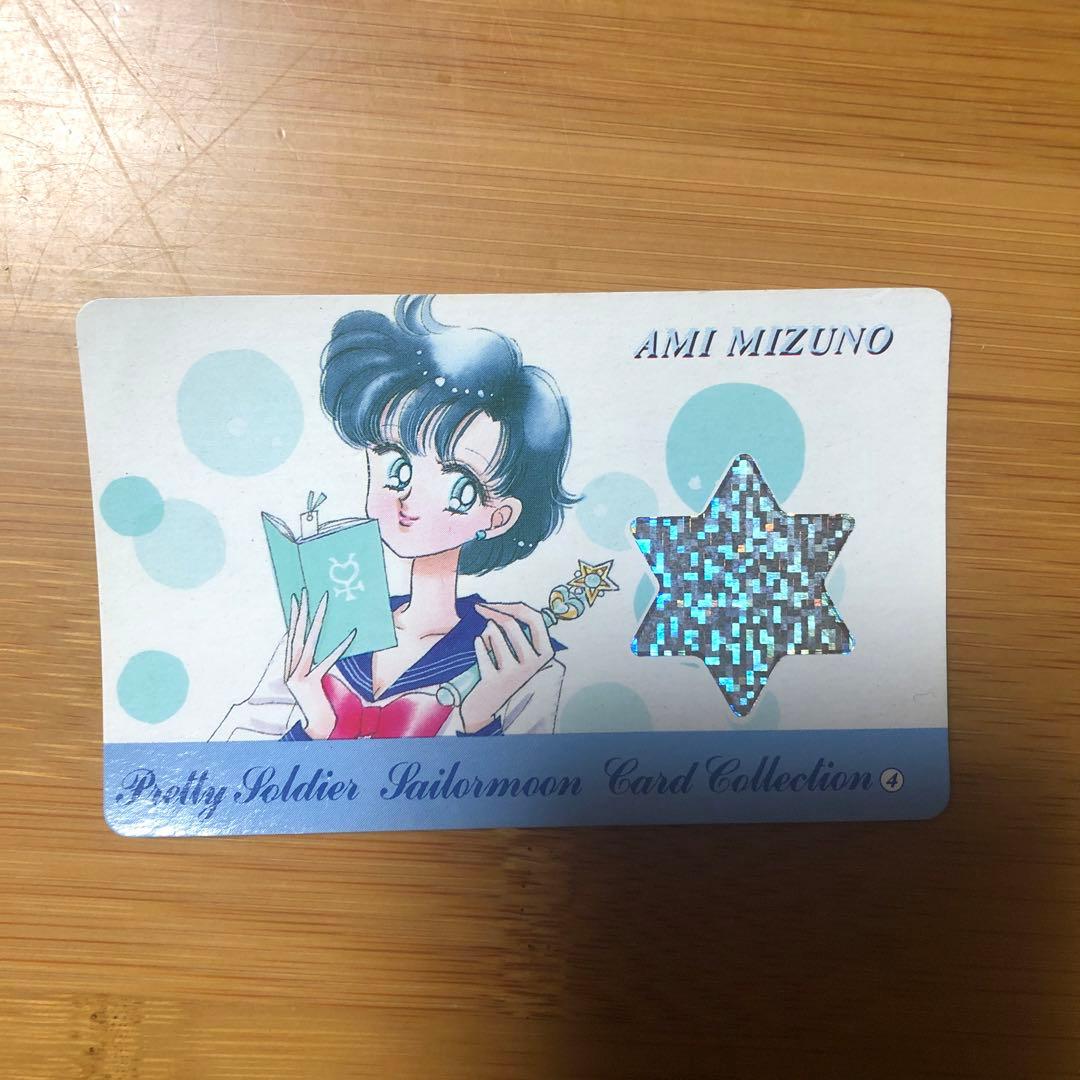 AMI MIZUNO
Pretty Soldier Sailormoon Card Collection ④